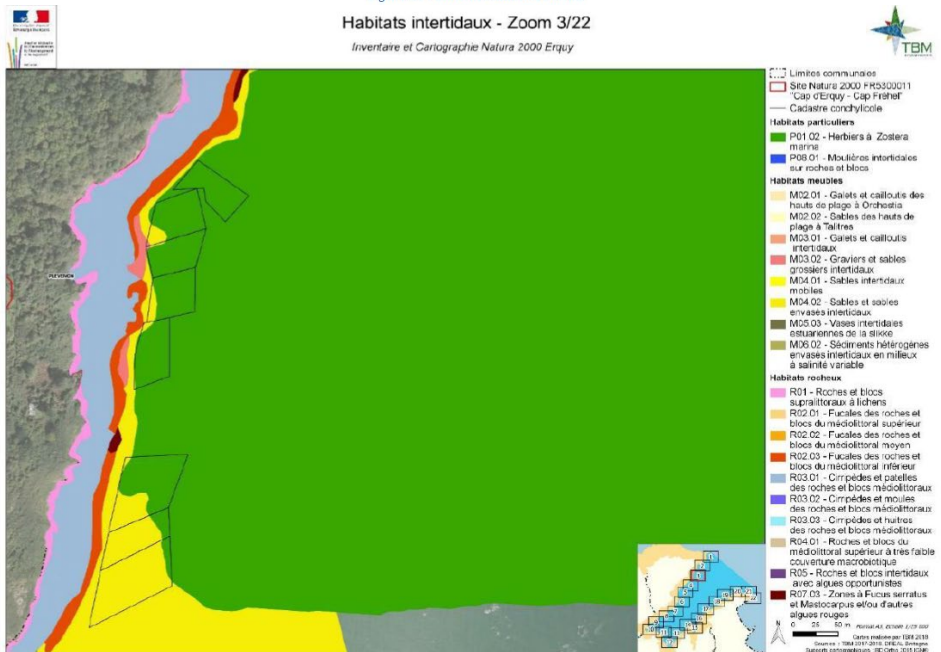 Habitats intertidaux - Zoom 3/22
Inventaire et Cartographie Natura 2000 Erquy
TBM
Limites communales
Site Natura 2000 FR5300011
"Cap d'Erquy - Cap Fréhel"
Cadastre conchylicole
Habitats particuliers
P01.02 - Herbiers à Zostera
marina
P08.01 - Moulières intertidales
sur roches et blocs
Habitats meubles
M02.01 - Galets et cailloutis des
hauts de plage à Orchestia
M02.02 - Sables des hauts de
plage à Talitres
M03.01 - Galets et cailloutis
intertidaux
M03.02 - Graviers et sables
grossiers intertidaux
M04.01 - Sables intertidaux
mobiles
M04.02 - Sables et sables
envasés intertidaux
M05.03 - Vases intertidales
estuariennes de la slikke
M06.02 - Sédiments hétérogènes
envasés intertidaux en milieux
à salinité variable
Habitats rocheux
R01 - Roches et blocs
supralittoraux à lichens
R02.01 - Fucales des roches et
blocs du médiolittoral supérieur
R02.02 - Fucales des roches et
blocs du médiolittoral moyen
R02.03 - Fucales des roches et
blocs du médiolittoral inférieur
R03.01 - Cirripèdes et patelles
des roches et blocs médiolittoraux
R03.02 - Cirripèdes et moules
des roches et blocs médiolittoraux
R03.03 - Cirripèdes et huitres
des roches et blocs médiolittoraux
R04.01 - Roches et blocs du
médiolittoral supérieur à très faible
couverture macrobiotique
R05 - Roches et blocs intertidaux
avec algues opportunistes
R07.03 - Zones à Fucus serratus
et Mastocarpus et/ou d'autres
algues rouges
PLEVENON
N
0 25 50 m
Cartes réalisée par TBM 2018